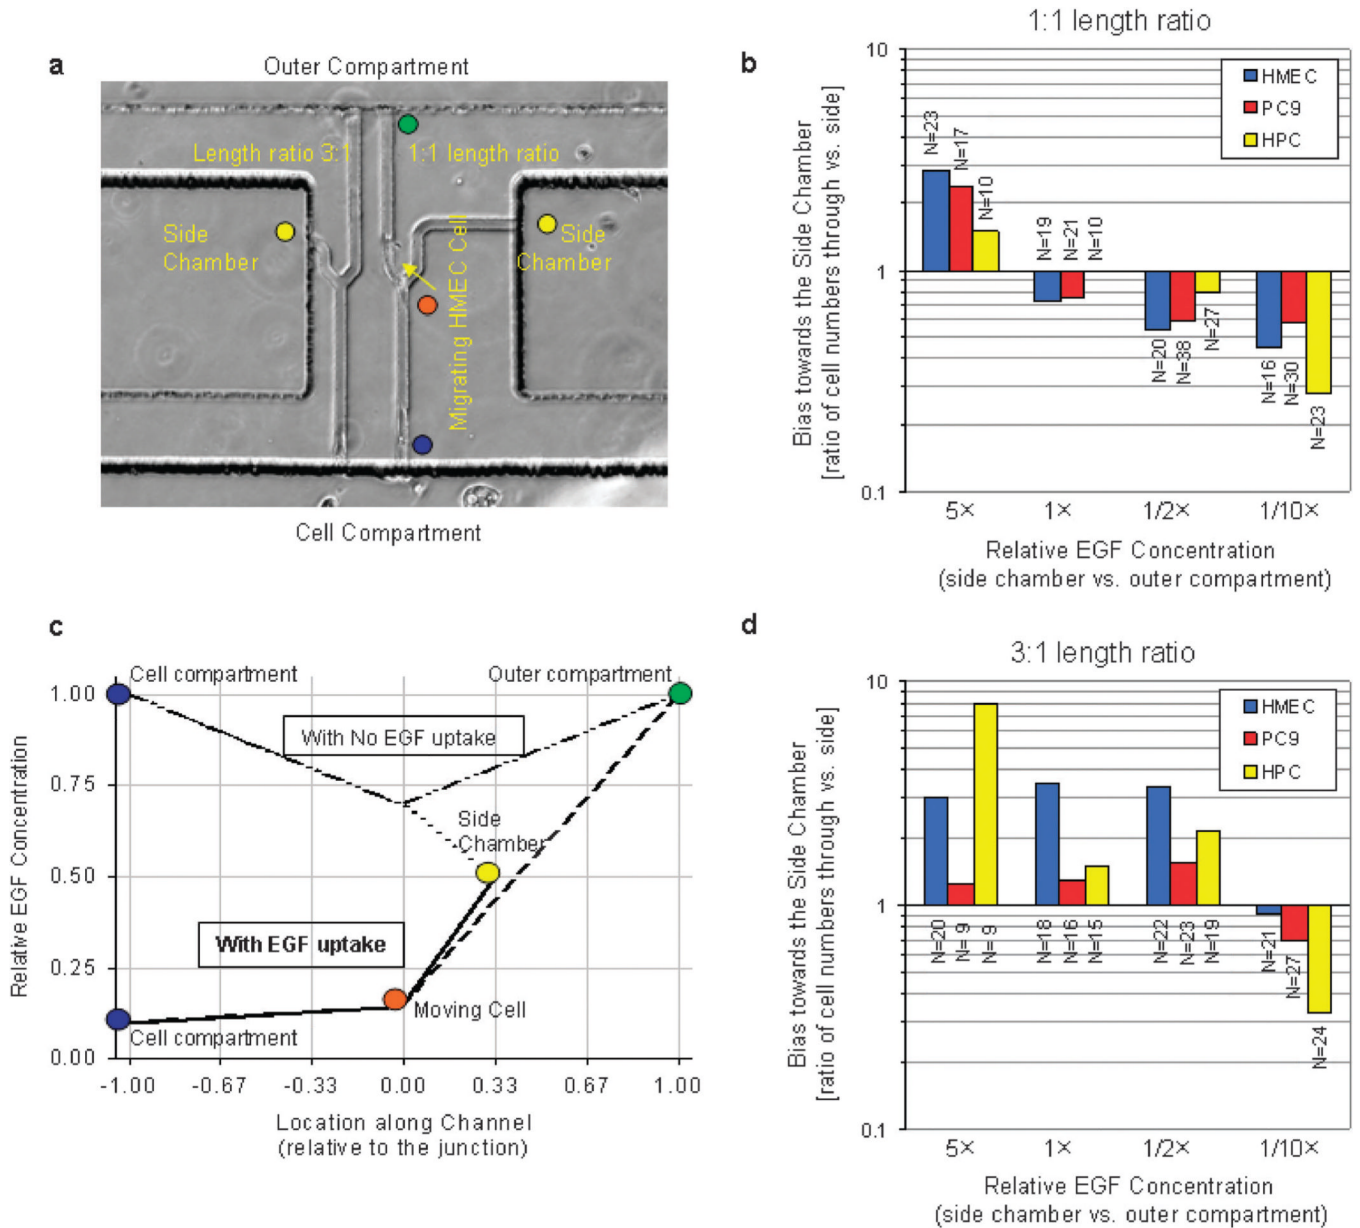 a
Outer Compartment
Length ratio 3:1
1:1 length ratio
Side
Chamber
Side
Chamber
Migrating HMEC Cell
Cell Compartment
b
1:1 length ratio
Bias towards the Side Chamber
[ratio of cell numbers through vs. side]
10
1
0.1
HMEC
PC9
HPC
N=23
N=17
N=10
N=19
N=21
N=10
N=20
N=38
N=27
N=16
N=30
N=23
5×
1×
1/2×
1/10×
Relative EGF Concentration
(side chamber vs. outer compartment)
c
Relative EGF Concentration
1.00
0.75
0.50
0.25
0.00
Cell compartment
Outer compartment
With No EGF uptake
Side
Chamber
With EGF uptake
Moving Cell
Cell compartment
-1.00
-0.67
-0.33
0.00
0.33
0.67
1.00
Location along Channel
(relative to the junction)
d
3:1 length ratio
Bias towards the Side Chamber
[ratio of cell numbers through vs. side]
10
1
0.1
HMEC
PC9
HPC
N=20
N= 9
N= 9
N=18
N=16
N=15
N=22
N=23
N=19
N=21
N=27
N=24
5×
1×
1/2×
1/10×
Relative EGF Concentration
(side chamber vs. outer compartment)